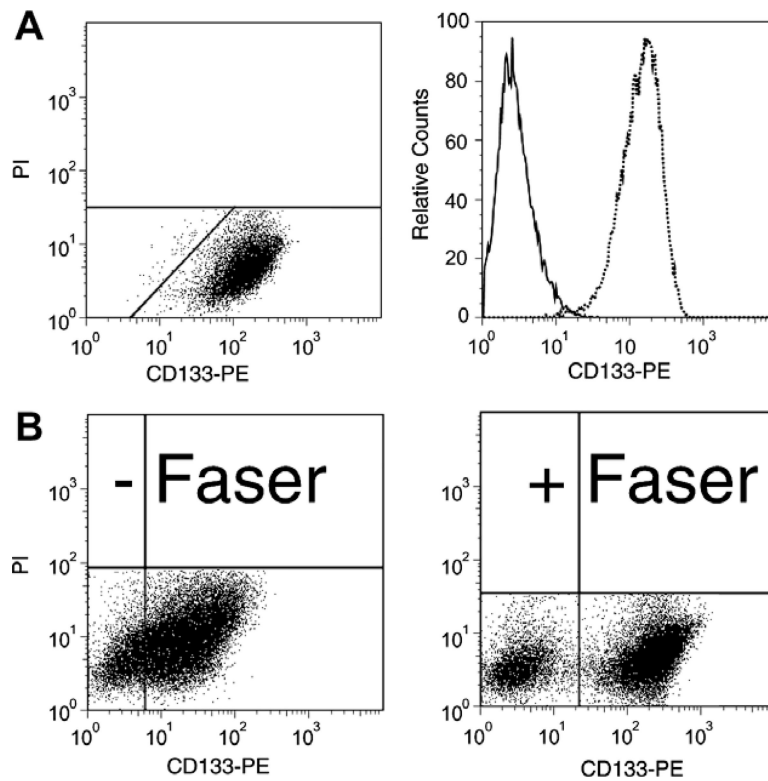 A
PI
10³
10²
10¹
10⁰
10⁰ 10¹ 10² 10³
CD133-PE
Relative Counts
100
80
60
40
20
0
10⁰ 10¹ 10 10³
CD133-PE
B
- Faser
PI
10³
10²
10¹
10⁰
10⁰ 10¹ 10² 10³
CD133-PE
+ Faser
10³
10²
10¹
10⁰
10⁰ 10¹ 10² 10³
CD133-PE